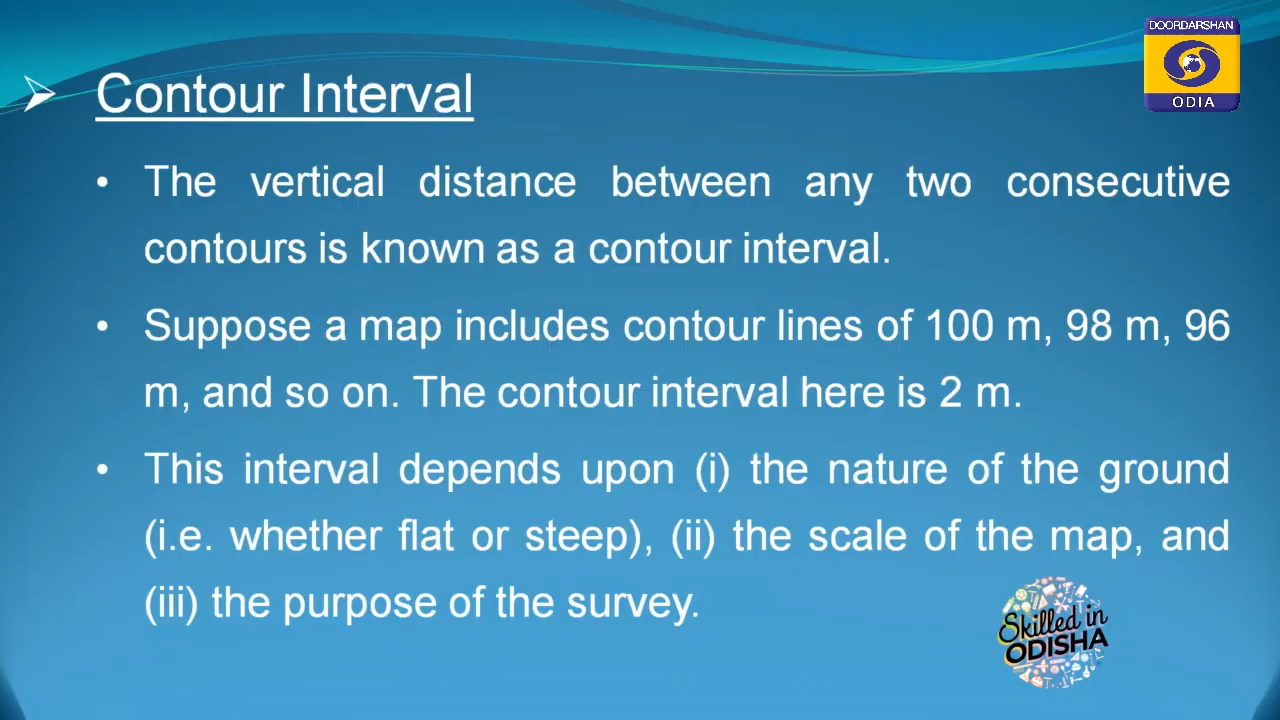 DOORDARSHAN
ODIA
Contour Interval
• The vertical distance between any two consecutive
contours is known as a contour interval.
• Suppose a map includes contour lines of 100 m, 98 m, 96
m, and so on. The contour interval here is 2 m.
• This interval depends upon (i) the nature of the ground
(i.e. whether flat or steep), (ii) the scale of the map, and
(iii) the purpose of the survey.
Skilled in
ODISHA